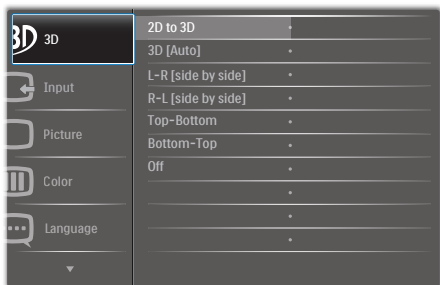 3D 3D
Input
Picture
Color
Language
2D to 3D
3D [Auto]
L-R [side by side]
R-L [side by side]
Top-Bottom
Bottom-Top
Off